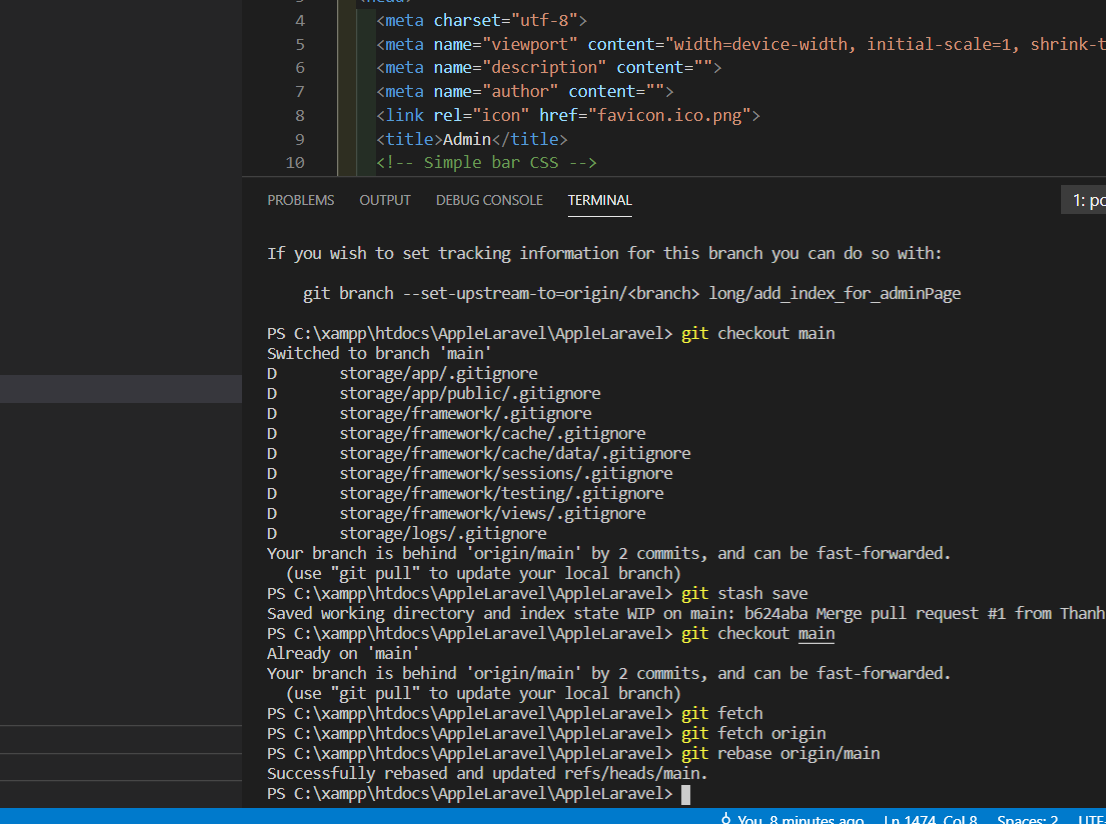 4 <meta charset="utf-8">
5 <meta name="viewport" content="width=device-width, initial-scale=1, shrink-t
6 <meta name="description" content="">
7 <meta name="author" content="">
8 <link rel="icon" href="favicon.ico.png">
9 <title>Admin</title>
10 <!-- Simple bar CSS -->
PROBLEMS OUTPUT DEBUG CONSOLE TERMINAL 1: po
If you wish to set tracking information for this branch you can do so with:
git branch --set-upstream-to=origin/<branch> long/add_index_for_adminPage
PS C:\xampp\htdocs\AppleLaravel\AppleLaravel> git checkout main
Switched to branch 'main'
D storage/app/.gitignore
D storage/app/public/.gitignore
D storage/framework/.gitignore
D storage/framework/cache/.gitignore
D storage/framework/cache/data/.gitignore
D storage/framework/sessions/.gitignore
D storage/framework/testing/.gitignore
D storage/framework/views/.gitignore
D storage/logs/.gitignore
Your branch is behind 'origin/main' by 2 commits, and can be fast-forwarded.
(use "git pull" to update your local branch)
PS C:\xampp\htdocs\AppleLaravel\AppleLaravel> git stash save
Saved working directory and index state WIP on main: b624aba Merge pull request #1 from Thanh
PS C:\xampp\htdocs\AppleLaravel\AppleLaravel> git checkout main
Already on 'main'
Your branch is behind 'origin/main' by 2 commits, and can be fast-forwarded.
(use "git pull" to update your local branch)
PS C:\xampp\htdocs\AppleLaravel\AppleLaravel> git fetch
PS C:\xampp\htdocs\AppleLaravel\AppleLaravel> git fetch origin
PS C:\xampp\htdocs\AppleLaravel\AppleLaravel> git rebase origin/main
Successfully rebased and updated refs/heads/main.
PS C:\xampp\htdocs\AppleLaravel\AppleLaravel>
You, 8 minutes ago Ln 1474, Col 8 Spaces: 2 UTF-